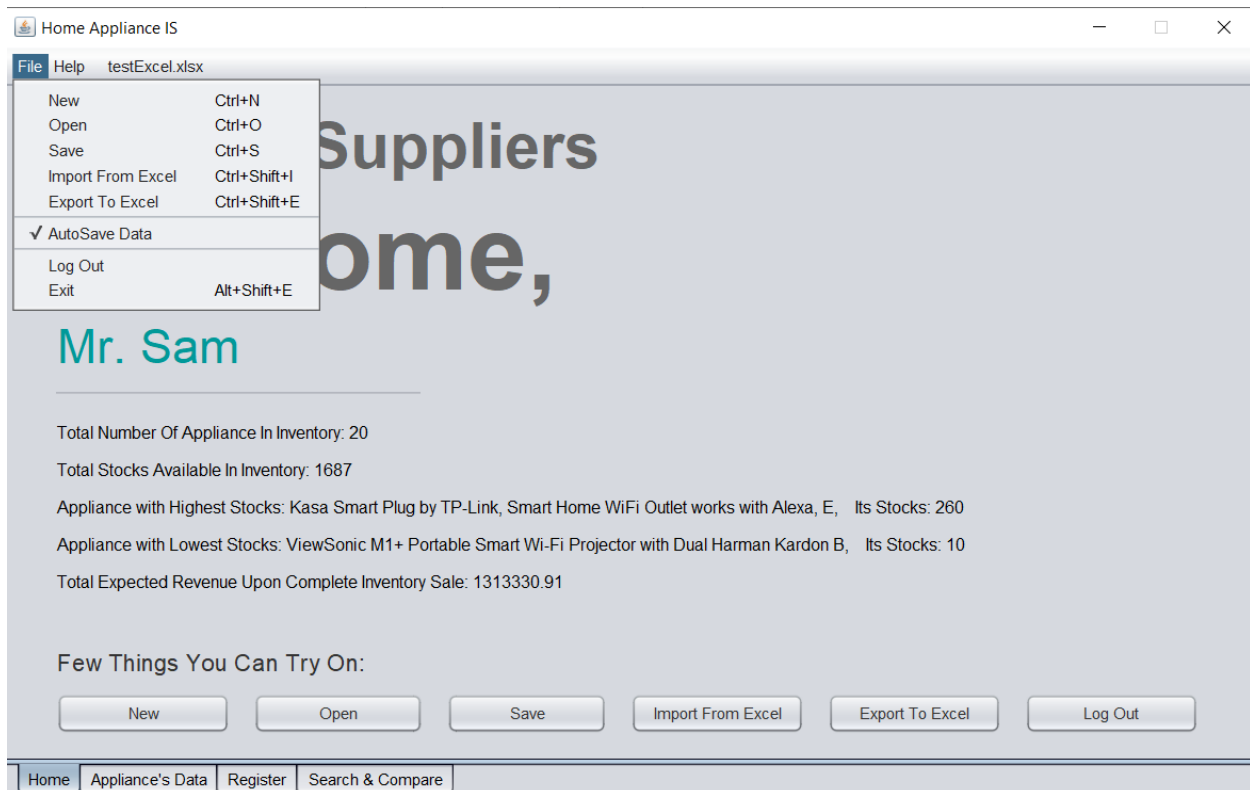 Home Appliance IS
File Help testExcel.xlsx
New Ctrl+N
Open Ctrl+O
Save Ctrl+S
Import From Excel Ctrl+Shift+I
Export To Excel Ctrl+Shift+E
AutoSave Data
Log Out
Exit Alt+Shift+E
Suppliers
ome,
Mr. Sam
Total Number Of Appliance In Inventory: 20
Total Stocks Available In Inventory: 1687
Appliance with Highest Stocks: Kasa Smart Plug by TP-Link, Smart Home WiFi Outlet works with Alexa, E, Its Stocks: 260
Appliance with Lowest Stocks: ViewSonic M1+ Portable Smart Wi-Fi Projector with Dual Harman Kardon B, Its Stocks: 10
Total Expected Revenue Upon Complete Inventory Sale: 1313330.91
Few Things You Can Try On:
New Open Save Import From Excel Export To Excel Log Out
Home Appliance's Data Register Search & Compare